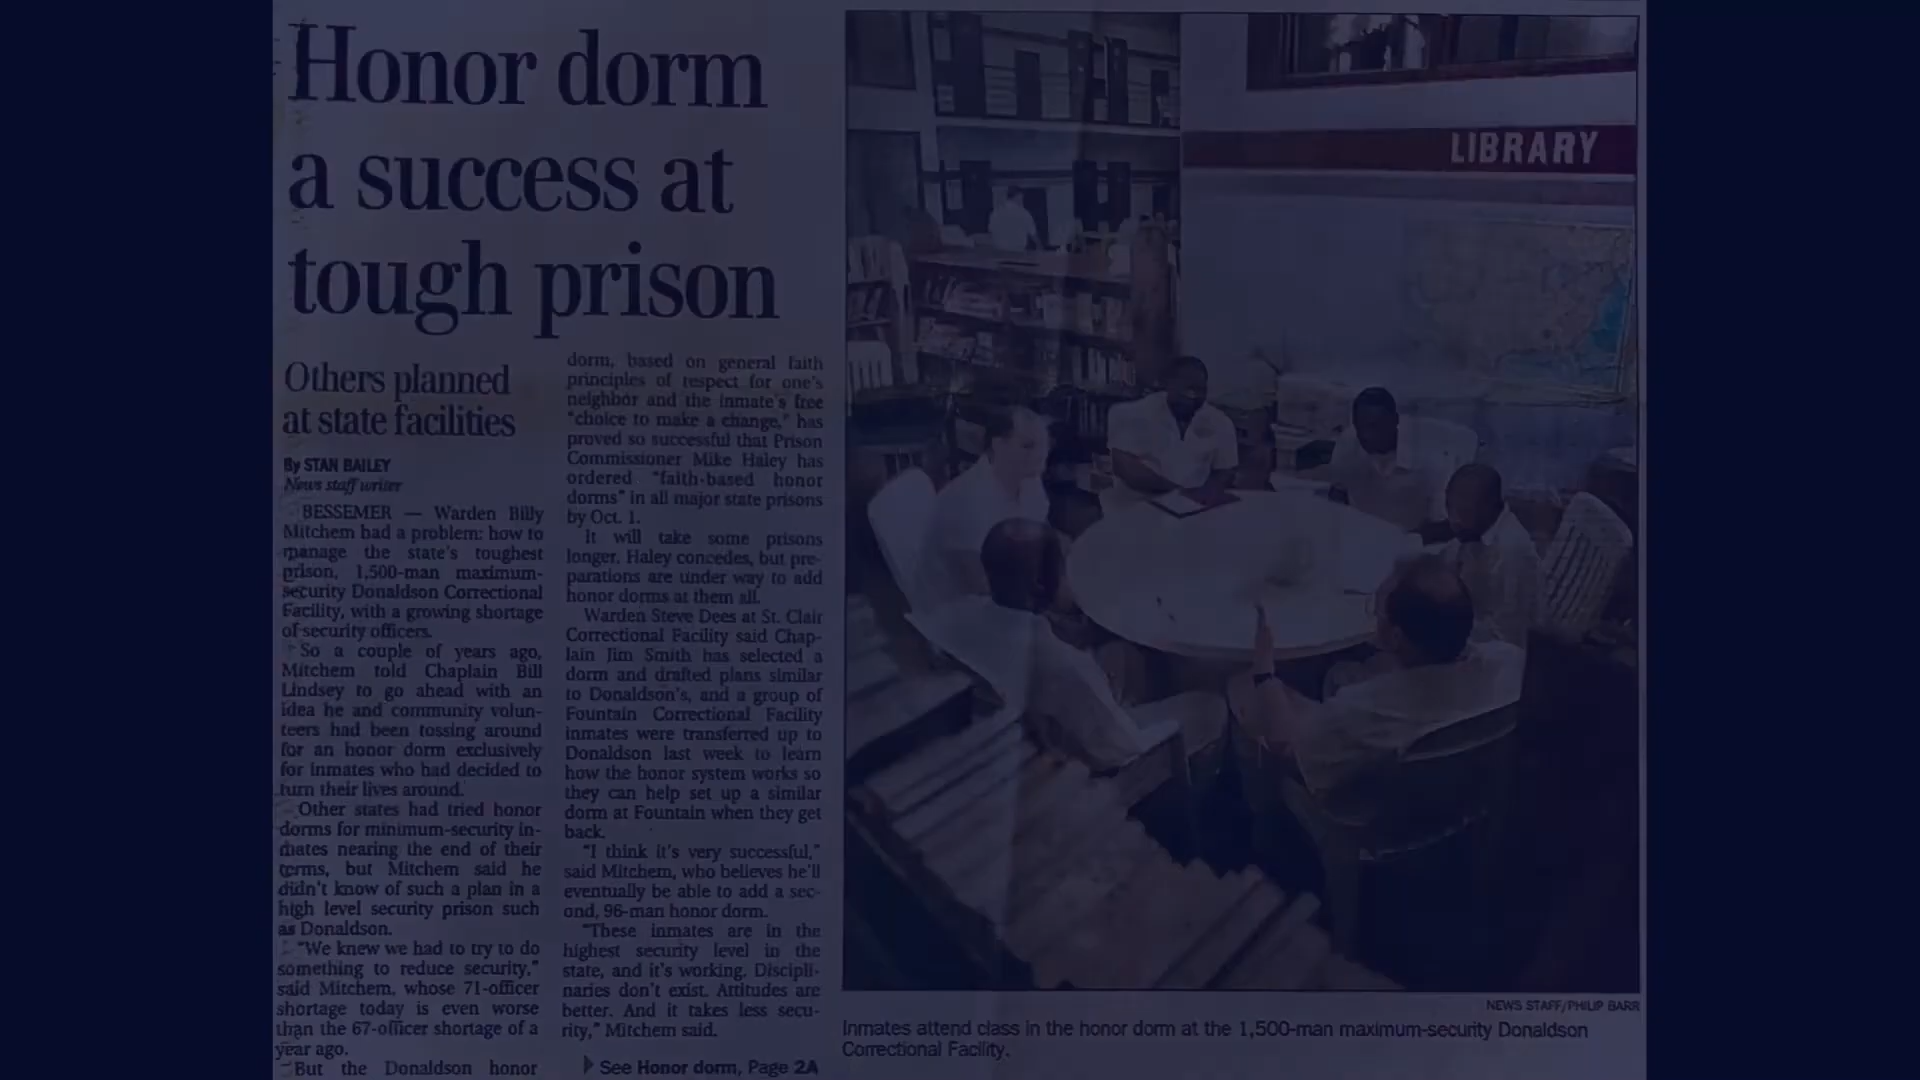 Honor dorm
a success at
tough prison
Others planned
at state facilities
By STAN BAILEY
News staff writer
BESSEMER — Warden Billy
Mitchem had a problem: how to
manage the state's toughest
prison, 1,500-man maximum-
security Donaldson Correctional
Facility, with a growing shortage
of security officers.
So a couple of years ago,
Mitchem told Chaplain Bill
Lindsey to go ahead with an
idea he and community volun-
teers had been tossing around
for an honor dorm exclusively
for inmates who had decided to
turn their lives around.
Other states had tried honor
dorms for minimum-security in-
mates nearing the end of their
terms, but Mitchem said he
didn't know of such a plan in a
high level security prison such
as Donaldson.
"We knew we had to try to do
something to reduce security,"
said Mitchem, whose 71-officer
shortage today is even worse
than the 67-officer shortage of a
year ago.
But the Donaldson honor
dorm, based on general faith
principles of respect for one's
neighbor and the inmate's free
"choice to make a change," has
proved so successful that Prison
Commissioner Mike Haley has
ordered "faith-based honor
dorms" in all major state prisons
by Oct. 1.
It will take some prisons
longer, Haley concedes, but pre-
parations are under way to add
honor dorms at them all.
Warden Steve Dees at St. Clair
Correctional Facility said Chap-
lain Jim Smith has selected a
dorm and drafted plans similar
to Donaldson's, and a group of
Fountain Correctional Facility
inmates were transferred up to
Donaldson last week to learn
how the honor system works so
they can help set up a similar
dorm at Fountain when they get
back.
"I think it's very successful,"
said Mitchem, who believes he'll
eventually be able to add a sec-
ond, 96-man honor dorm.
"These inmates are in the
highest security level in the
state, and it's working. Discipli-
naries don't exist. Attitudes are
better. And it takes less secu-
rity," Mitchem said.
See Honor dorm, Page 2A
LIBRARY
NEWS STAFF/PHILIP BARR
Inmates attend class in the honor dorm at the 1,500-man maximum-security Donaldson
Correctional Facility.